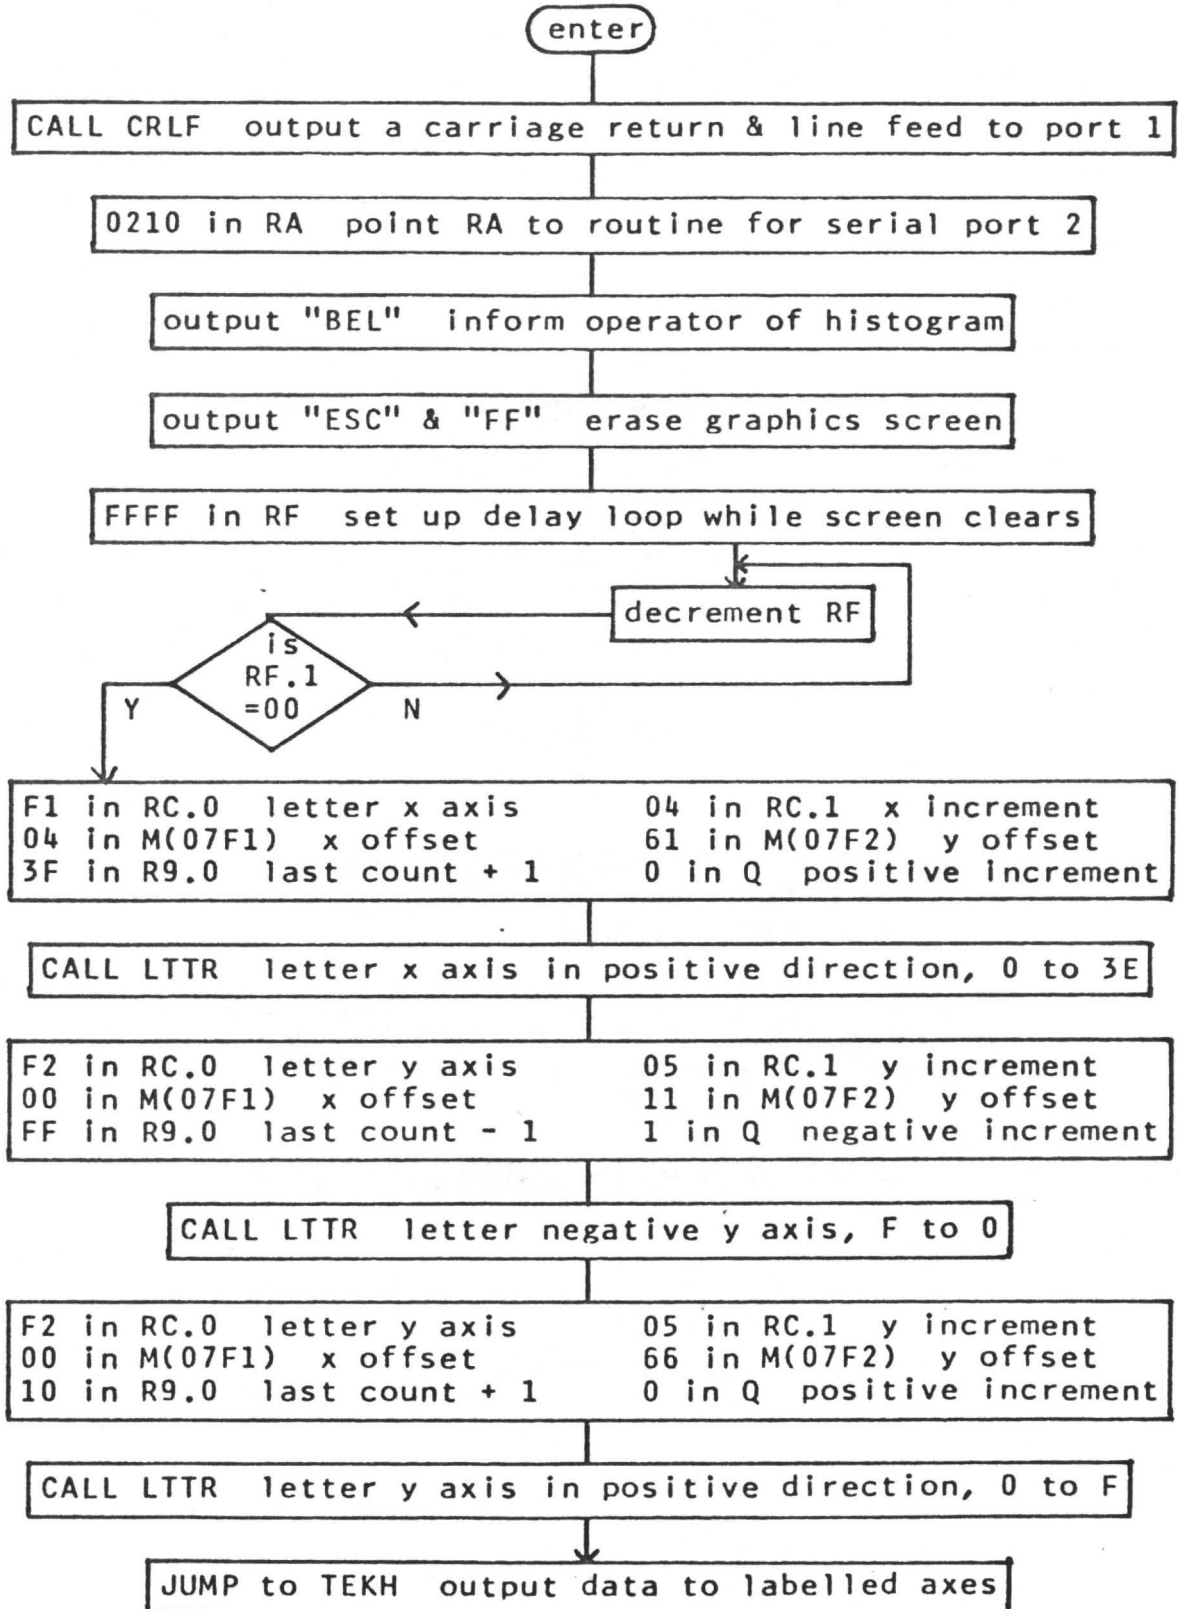 enter
CALL CRLF output a carriage return & line feed to port 1
0210 in RA point RA to routine for serial port 2
output "BEL" inform operator of histogram
output "ESC" & "FF" erase graphics screen
FFFF in RF set up delay loop while screen clears
decrement RF
is
RF.1
=00
Y
N
F1 in RC.0 letter x axis 04 in RC.1 x increment
04 in M(07F1) x offset 61 in M(07F2) y offset
3F in R9.0 last count + 1 0 in Q positive increment
CALL LTTR letter x axis in positive direction, 0 to 3E
F2 in RC.0 letter y axis 05 in RC.1 y increment
00 in M(07F1) x offset 11 in M(07F2) y offset
FF in R9.0 last count - 1 1 in Q negative increment
CALL LTTR letter negative y axis, F to 0
F2 in RC.0 letter y axis 05 in RC.1 y increment
00 in M(07F1) x offset 66 in M(07F2) y offset
10 in R9.0 last count + 1 0 in Q positive increment
CALL LTTR letter y axis in positive direction, 0 to F
JUMP to TEKH output data to labelled axes